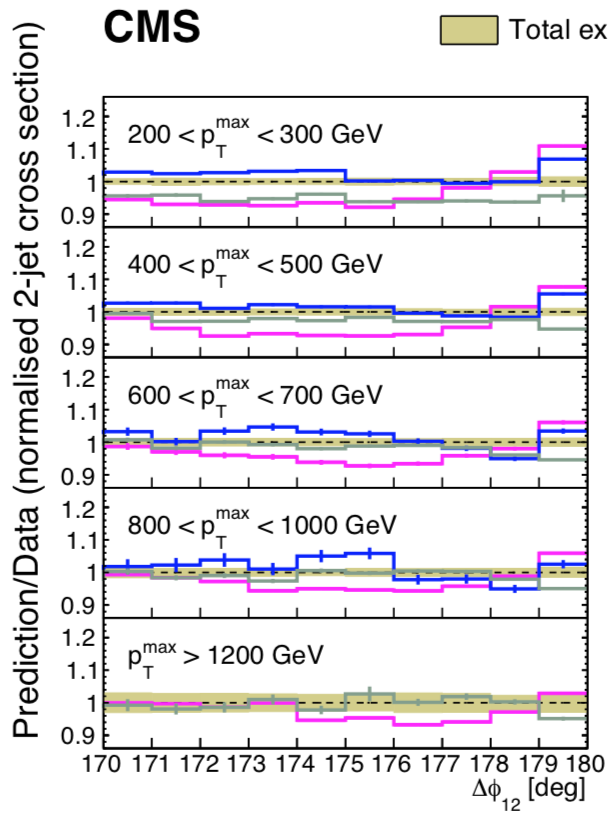 CMS
Total ex
Prediction/Data (normalised 2-jet cross section)
1.2
1.1
1
0.9
200 < p_T^max < 300 GeV
1.2
1.1
1
0.9
400 < p_T^max < 500 GeV
1.2
1.1
1
0.9
600 < p_T^max < 700 GeV
1.2
1.1
1
0.9
800 < p_T^max < 1000 GeV
1.2
1.1
1
0.9
p_T^max > 1200 GeV
170 171 172 173 174 175 176 177 178 179 180
Δϕ_12 [deg]